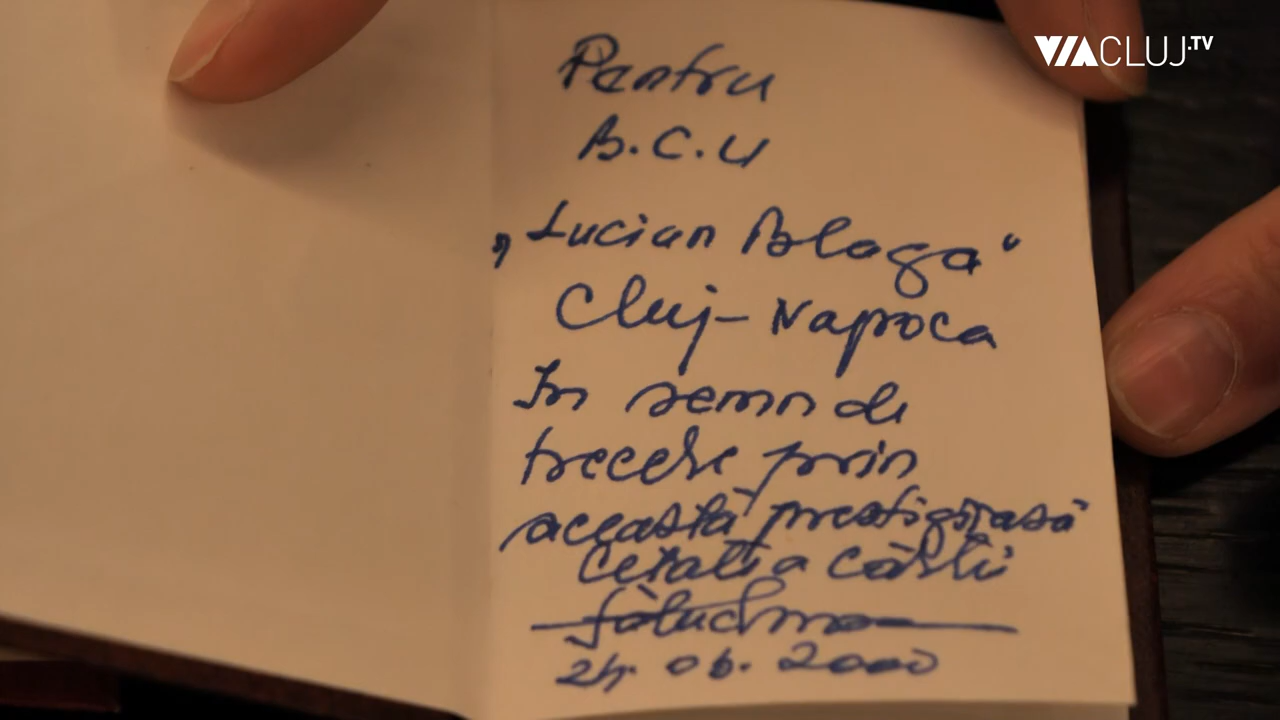 VIACLUJ.TV
Pentru
B.C.U
„Lucian Blaga“
Cluj-Napoca
In semn de
trecere prin
această prestigioasă
cetate a cărții
24. 06. 2000